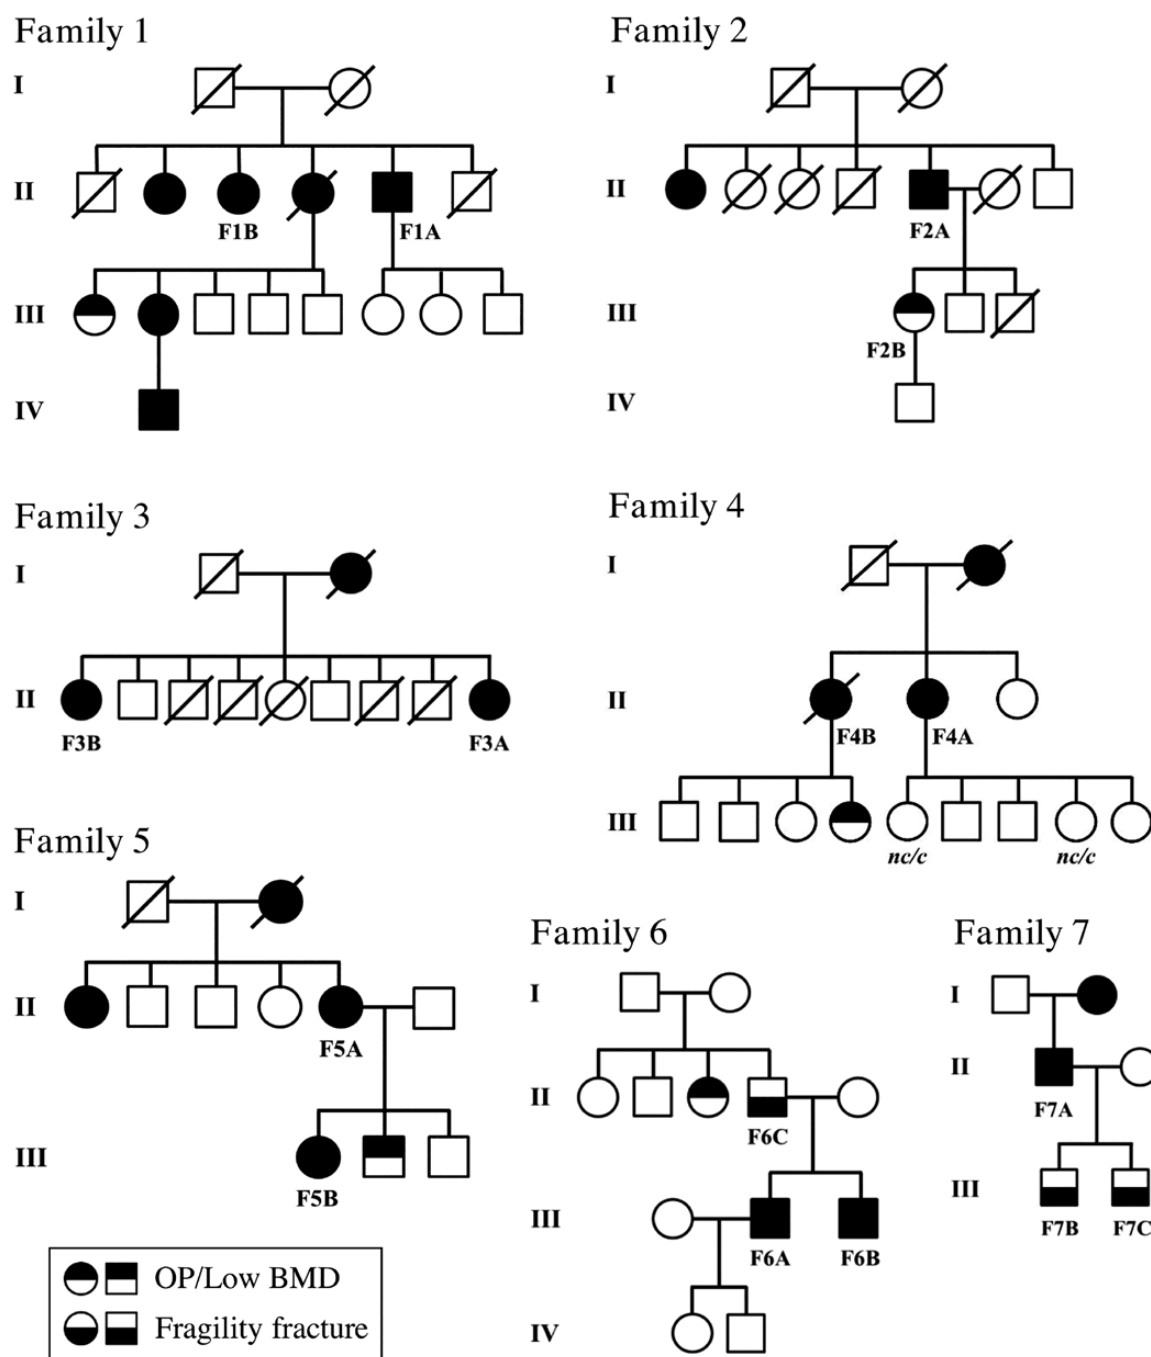 Family 1
I
II
F1B
F1A
III
IV
Family 2
I
II
F2A
III
F2B
IV
Family 3
I
II
F3B
F3A
Family 4
I
II
F4B
F4A
III
nc/c
nc/c
Family 5
I
II
F5A
III
F5B
Family 6
I
II
F6C
III
F6A
F6B
IV
Family 7
I
II
F7A
III
F7B
F7C
OP/Low BMD
Fragility fracture